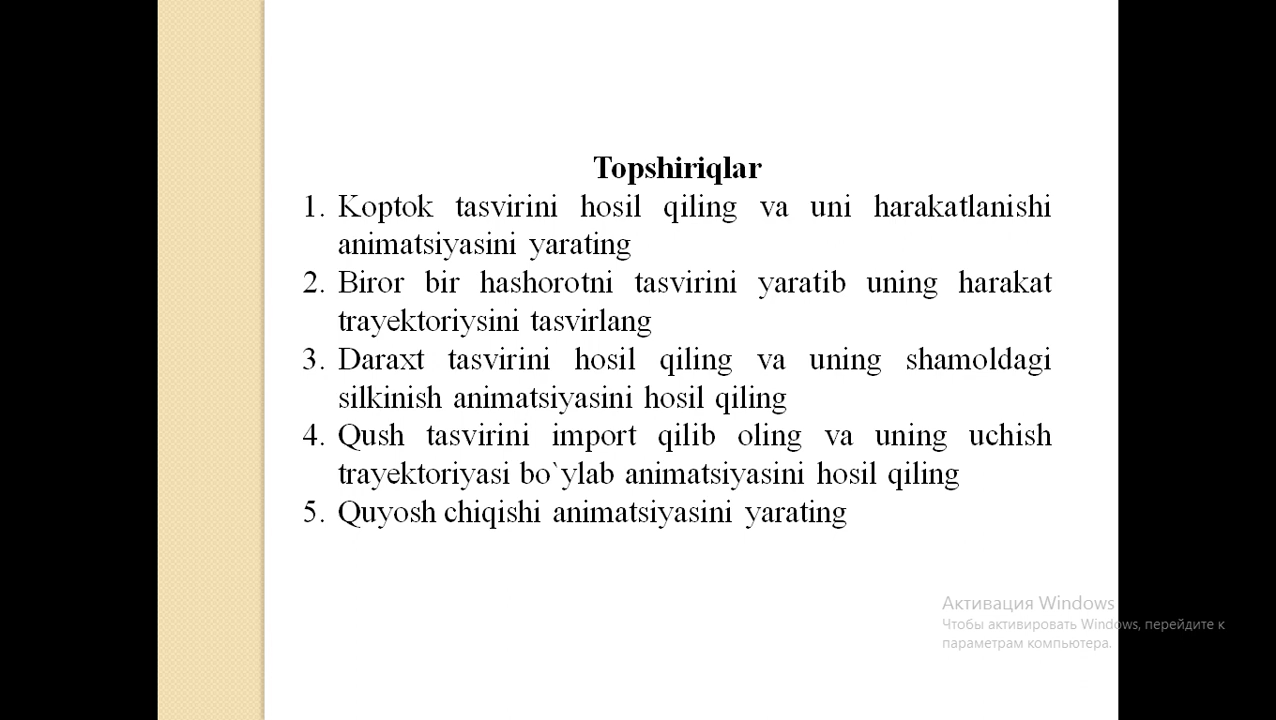 Topshiriqlar
1. Koptok tasvirini hosil qiling va uni harakatlanishi
animatsiyasini yarating
2. Biror bir hashorotni tasvirini yaratib uning harakat
trayektoriysini tasvirlang
3. Daraxt tasvirini hosil qiling va uning shamoldagi
silkinish animatsiyasini hosil qiling
4. Qush tasvirini import qilib oling va uning uchish
trayektoriyasi bo`ylab animatsiyasini hosil qiling
5. Quyosh chiqishi animatsiyasini yarating
Активация Windows
Чтобы активировать Windows, перейдите к
параметрам компьютера.